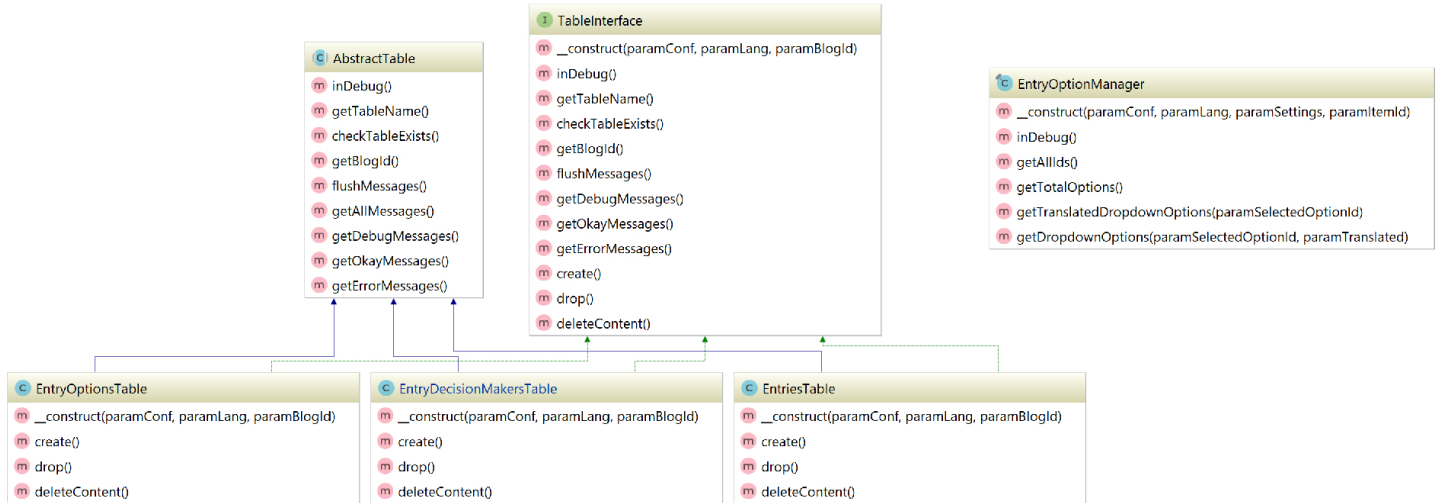 AbstractTable
inDebug()
getTableName()
checkTableExists()
getBlogId()
flushMessages()
getAllMessages()
getDebugMessages()
getOkayMessages()
getErrorMessages()
TableInterface
__construct(paramConf, paramLang, paramBlogId)
inDebug()
getTableName()
checkTableExists()
getBlogId()
flushMessages()
getDebugMessages()
getOkayMessages()
getErrorMessages()
create()
drop()
deleteContent()
EntryOptionManager
__construct(paramConf, paramLang, paramSettings, paramItemId)
inDebug()
getAllIds()
getTotalOptions()
getTranslatedDropdownOptions(paramSelectedOptionId)
getDropdownOptions(paramSelectedOptionId, paramTranslated)
EntryOptionsTable
__construct(paramConf, paramLang, paramBlogId)
create()
drop()
deleteContent()
EntryDecisionMakersTable
__construct(paramConf, paramLang, paramBlogId)
create()
drop()
deleteContent()
EntriesTable
__construct(paramConf, paramLang, paramBlogId)
create()
drop()
deleteContent()